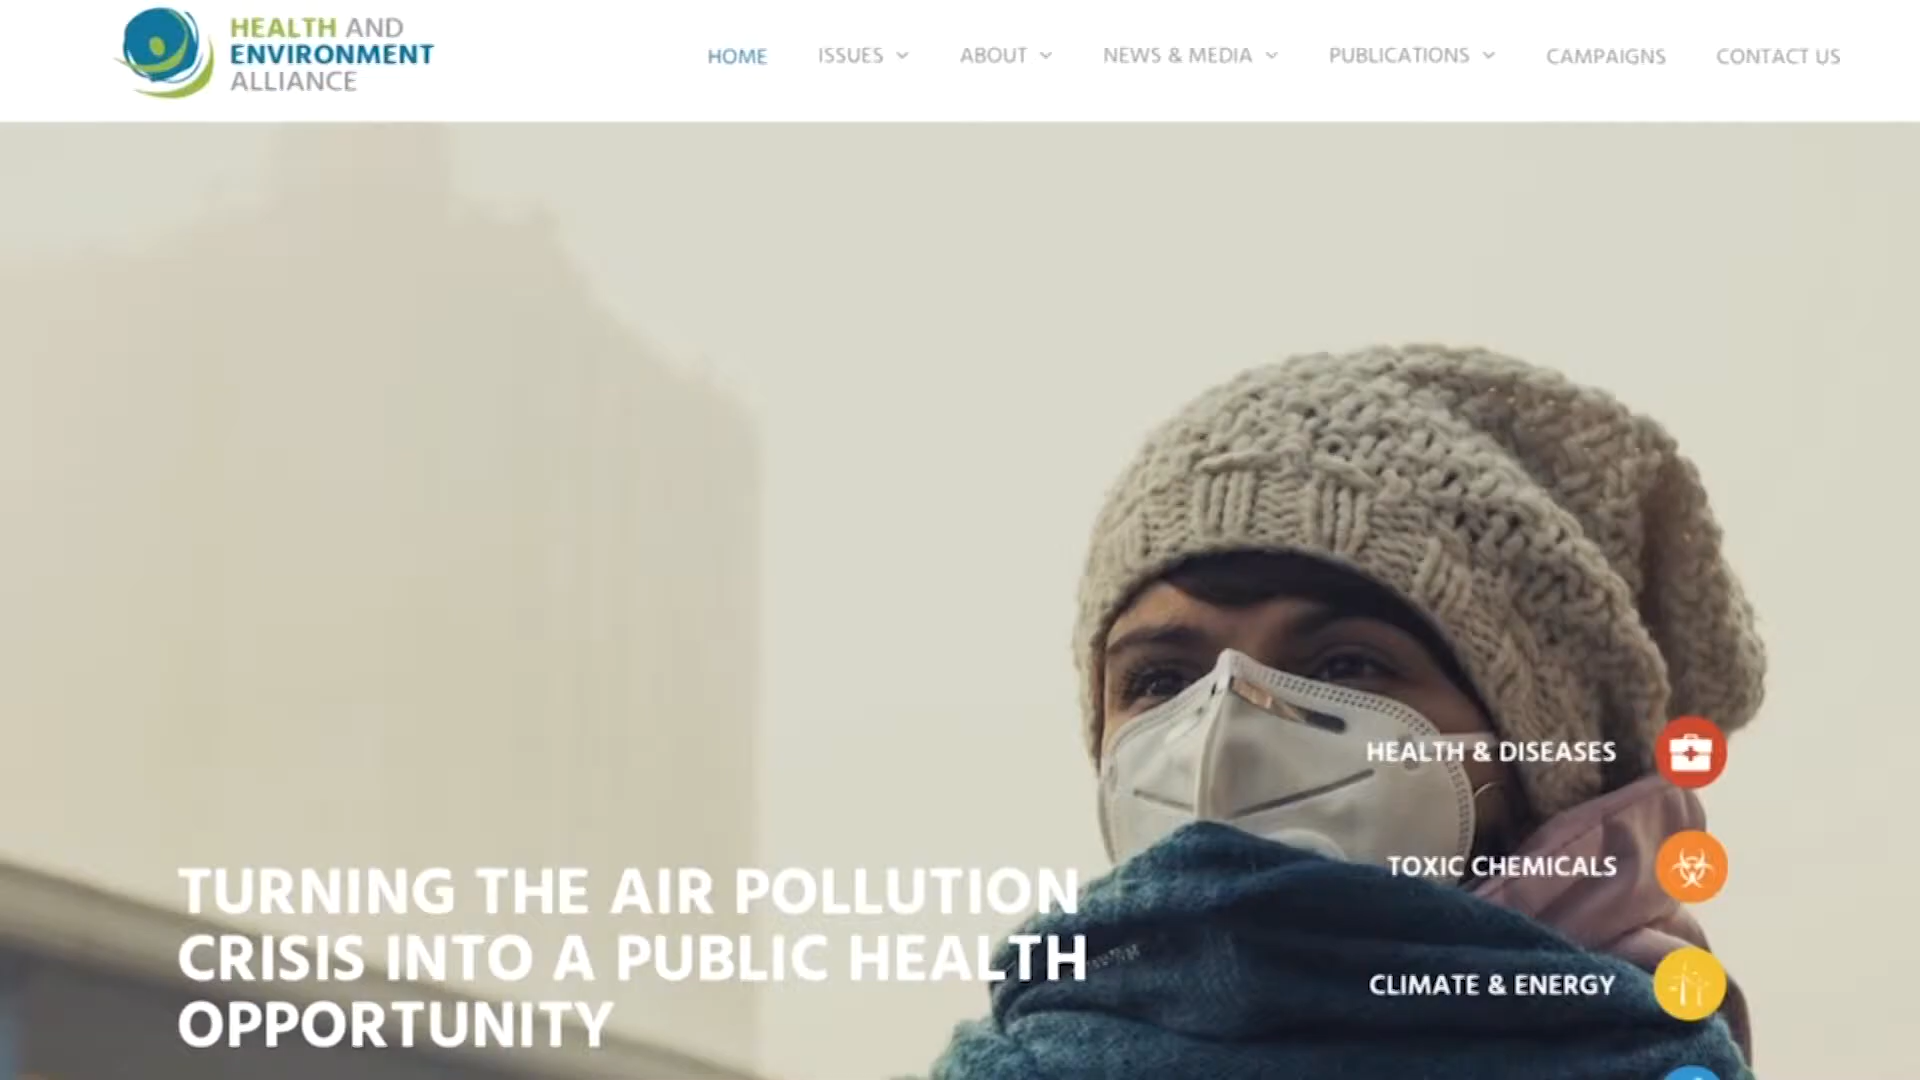 HEALTH AND
ENVIRONMENT
ALLIANCE
HOME
ISSUES
ABOUT
NEWS & MEDIA
PUBLICATIONS
CAMPAIGNS
CONTACT US
HEALTH & DISEASES
TOXIC CHEMICALS
CLIMATE & ENERGY
TURNING THE AIR POLLUTION
CRISIS INTO A PUBLIC HEALTH
OPPORTUNITY